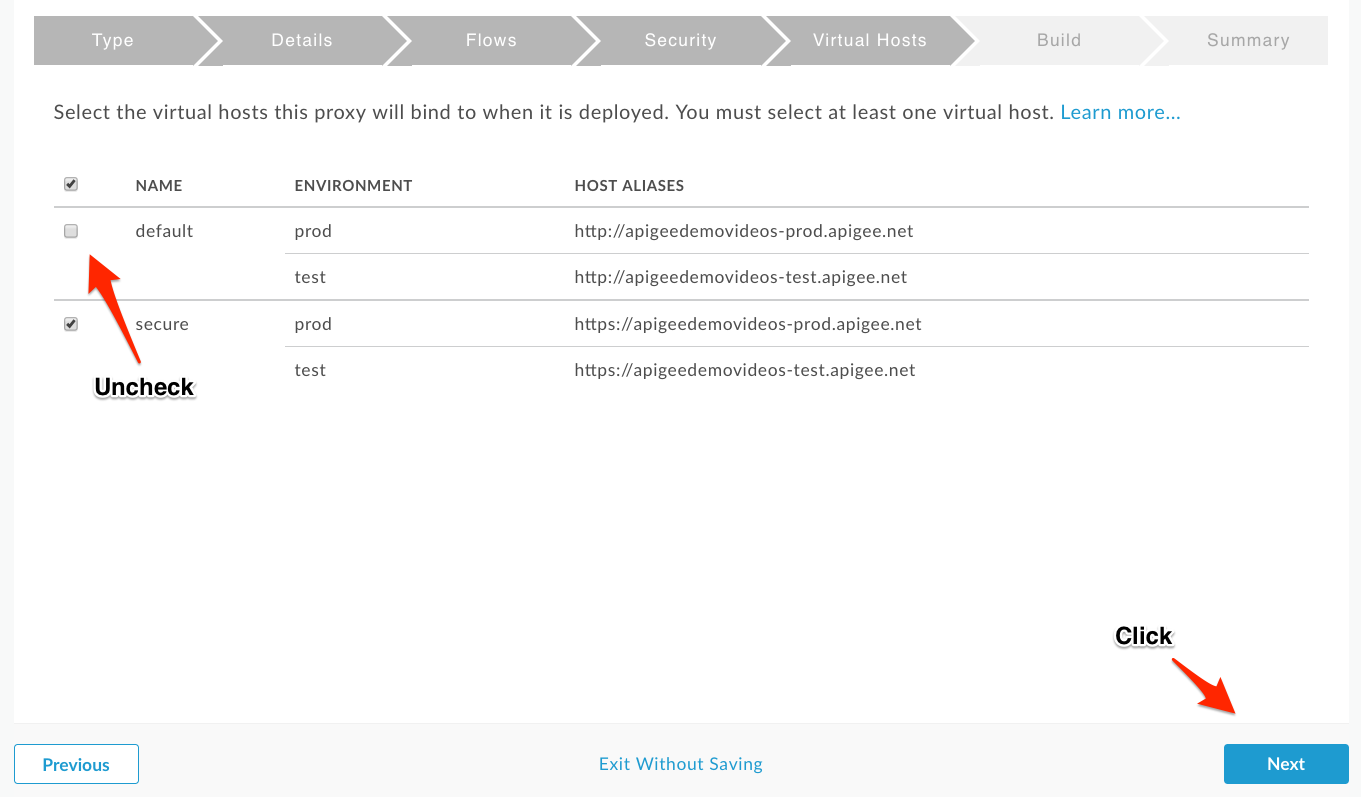 Type Details Flows Security Virtual Hosts Build Summary
Select the virtual hosts this proxy will bind to when it is deployed. You must select at least one virtual host. Learn more...
NAME ENVIRONMENT HOST ALIASES
default prod http://apigeedemovideos-prod.apigee.net
test http://apigeedemovideos-test.apigee.net
secure prod https://apigeedemovideos-prod.apigee.net
test https://apigeedemovideos-test.apigee.net
Uncheck
Click
Previous Exit Without Saving Next